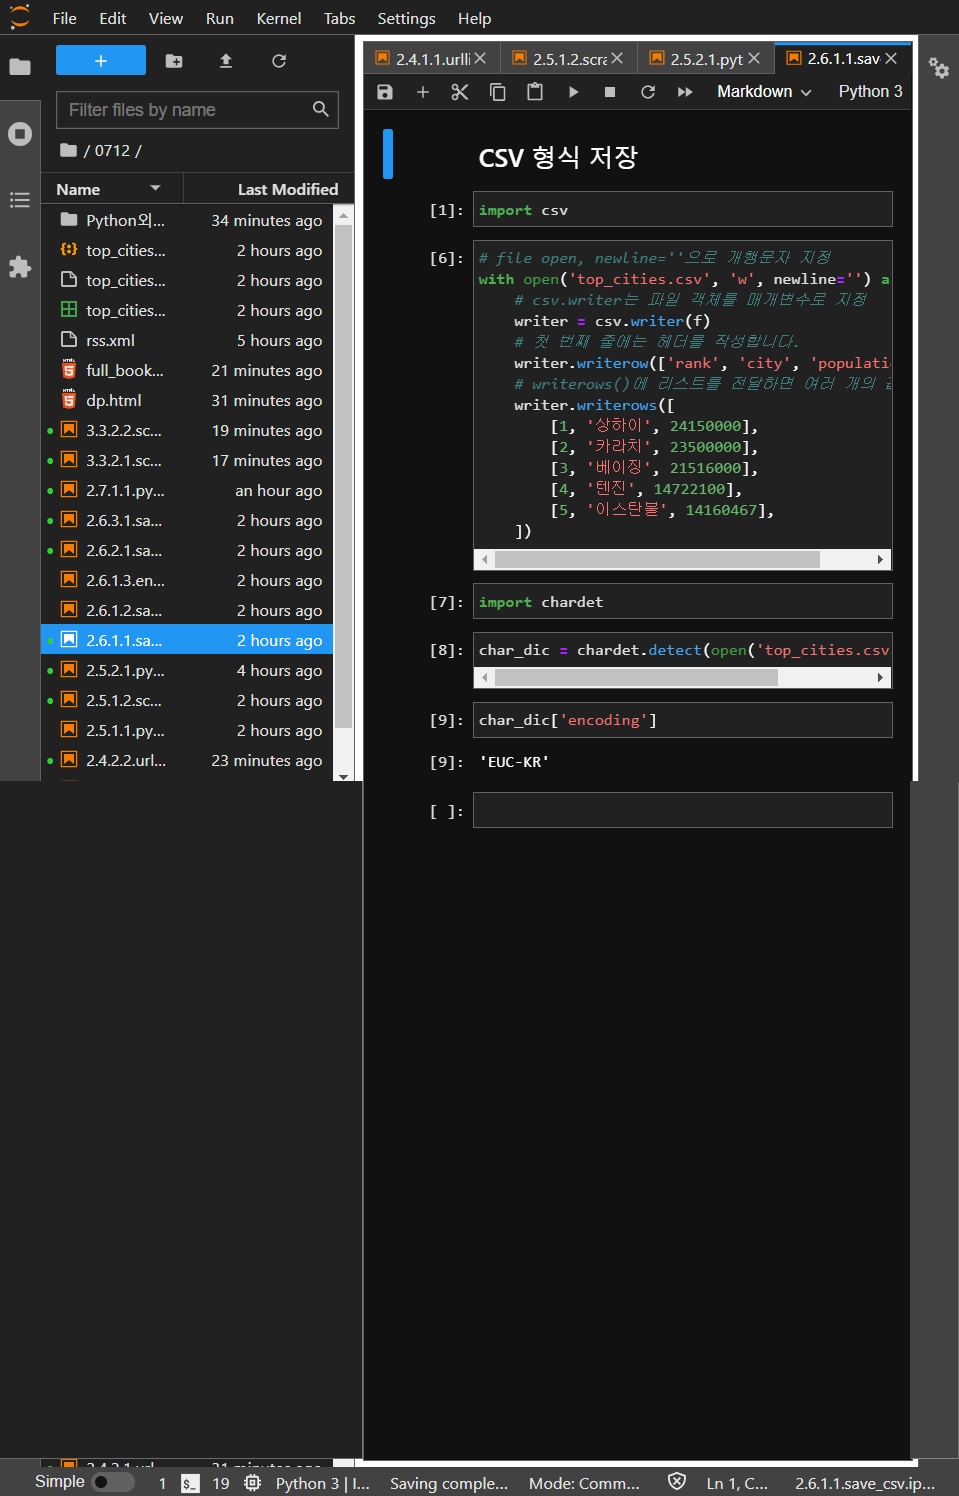 File Edit View Run Kernel Tabs Settings Help
+
Filter files by name
/ 0712 /
Name Last Modified
Python외... 34 minutes ago
top_cities... 2 hours ago
top_cities... 2 hours ago
top_cities... 2 hours ago
rss.xml 5 hours ago
full_book... 21 minutes ago
dp.html 31 minutes ago
3.3.2.2.sc... 19 minutes ago
3.3.2.1.sc... 17 minutes ago
2.7.1.1.py... an hour ago
2.6.3.1.sa... 2 hours ago
2.6.2.1.sa... 2 hours ago
2.6.1.3.en... 2 hours ago
2.6.1.2.sa... 2 hours ago
2.6.1.1.sa... 2 hours ago
2.5.2.1.py... 4 hours ago
2.5.1.2.sc... 2 hours ago
2.5.1.1.py... 2 hours ago
2.4.2.2.url... 23 minutes ago
2.4.1.1.urlli 2.5.1.2.scra 2.5.2.1.pyt 2.6.1.1.sav
Markdown Python 3
CSV 형식 저장
[1]: import csv
[6]: # file open, newline=''으로 개행문자 지정
with open('top_cities.csv', 'w', newline='') a
# csv.writer는 파일 객체를 매개변수로 지정
writer = csv.writer(f)
# 첫 번째 줄에는 헤더를 작성합니다.
writer.writerow(['rank', 'city', 'populati
# writerows()에 리스트를 전달하면 여러 개의
writer.writerows([
[1, '상하이', 24150000],
[2, '카라치', 23500000],
[3, '베이징', 21516000],
[4, '텐진', 14722100],
[5, '이스탄불', 14160467],
])
[7]: import chardet
[8]: char_dic = chardet.detect(open('top_cities.csv
[9]: char_dic['encoding']
[9]: 'EUC-KR'
[ ]:
Simple 1 $_ 19 Python 3 | I... Saving comple... Mode: Comm... Ln 1, C... 2.6.1.1.save_csv.ip...